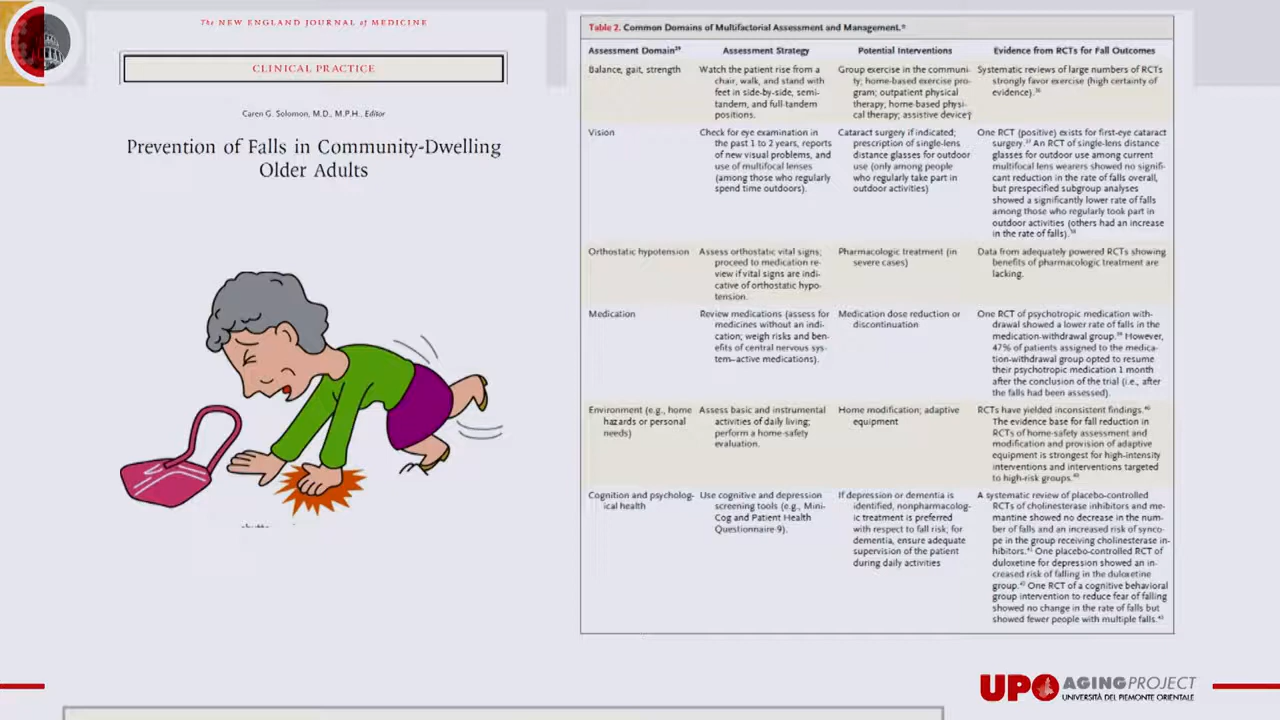 The NEW ENGLAND JOURNAL of MEDICINE
CLINICAL PRACTICE
Caren G. Solomon, M.D., M.P.H., Editor
Prevention of Falls in Community-Dwelling
Older Adults
Table 2. Common Domains of Multifactorial Assessment and Management.*
Assessment Domain²⁹
Assessment Strategy
Potential Interventions
Evidence from RCTs for Fall Outcomes
Balance, gait, strength
Watch the patient rise from a
chair, walk, and stand with
feet in side-by-side, semi-
tandem, and full-tandem
positions.
Group exercise in the communi-
ty; home-based exercise pro-
gram; outpatient physical
therapy; home-based physi-
cal therapy; assistive device†
Systematic reviews of large numbers of RCTs
strongly favor exercise (high certainty of
evidence).³⁶
Vision
Check for eye examination in
the past 1 to 2 years, reports
of new visual problems, and
use of multifocal lenses
(among those who regularly
spend time outdoors).
Cataract surgery if indicated;
prescription of single-lens
distance glasses for outdoor
use (only among people
who regularly take part in
outdoor activities)
One RCT (positive) exists for first-eye cataract
surgery.³⁷ An RCT of single-lens distance
glasses for outdoor use among current
multifocal lens wearers showed no signifi-
cant reduction in the rate of falls overall,
but prespecified subgroup analyses
showed a significantly lower rate of falls
among those who regularly took part in
outdoor activities (others had an increase
in the rate of falls).³⁸
Orthostatic hypotension
Assess orthostatic vital signs;
proceed to medication re-
view if vital signs are indi-
cative of orthostatic hypo-
tension.
Pharmacologic treatment (in
severe cases)
Data from adequately powered RCTs showing
benefits of pharmacologic treatment are
lacking.
Medication
Review medications (assess for
medicines without an indi-
cation; weigh risks and ben-
efits of central nervous sys-
tem–active medications).
Medication dose reduction or
discontinuation
One RCT of psychotropic medication with-
drawal showed a lower rate of falls in the
medication-withdrawal group.³⁹ However,
47% of patients assigned to the medica-
tion-withdrawal group opted to resume
their psychotropic medication 1 month
after the conclusion of the trial (i.e., after
the falls had been assessed).
Environment (e.g., home
hazards or personal
needs)
Assess basic and instrumental
activities of daily living;
perform a home-safety
evaluation.
Home modification; adaptive
equipment
RCTs have yielded inconsistent findings.⁴⁰
The evidence base for fall reduction in
RCTs of home-safety assessment and
modification and provision of adaptive
equipment is strongest for high-intensity
interventions and interventions targeted
to high-risk groups.⁴⁰
Cognition and psycholog-
ical health
Use cognitive and depression
screening tools (e.g., Mini-
Cog and Patient Health
Questionnaire-9).
If depression or dementia is
identified, nonpharmacolog-
ic treatment is preferred
with respect to fall risk; for
dementia, ensure adequate
supervision of the patient
during daily activities
A systematic review of placebo-controlled
RCTs of cholinesterase inhibitors and me-
mantine showed no decrease in the num-
ber of falls and an increased risk of synco-
pe in the group receiving cholinesterase in-
hibitors.⁴¹ One placebo-controlled RCT of
duloxetine for depression showed an in-
creased risk of falling in the duloxetine
group.⁴² One RCT of a cognitive behavioral
group intervention to reduce fear of falling
showed no change in the rate of falls but
showed fewer people with multiple falls.⁴³
UPO AGING PROJECT
UNIVERSITÀ DEL PIEMONTE ORIENTALE